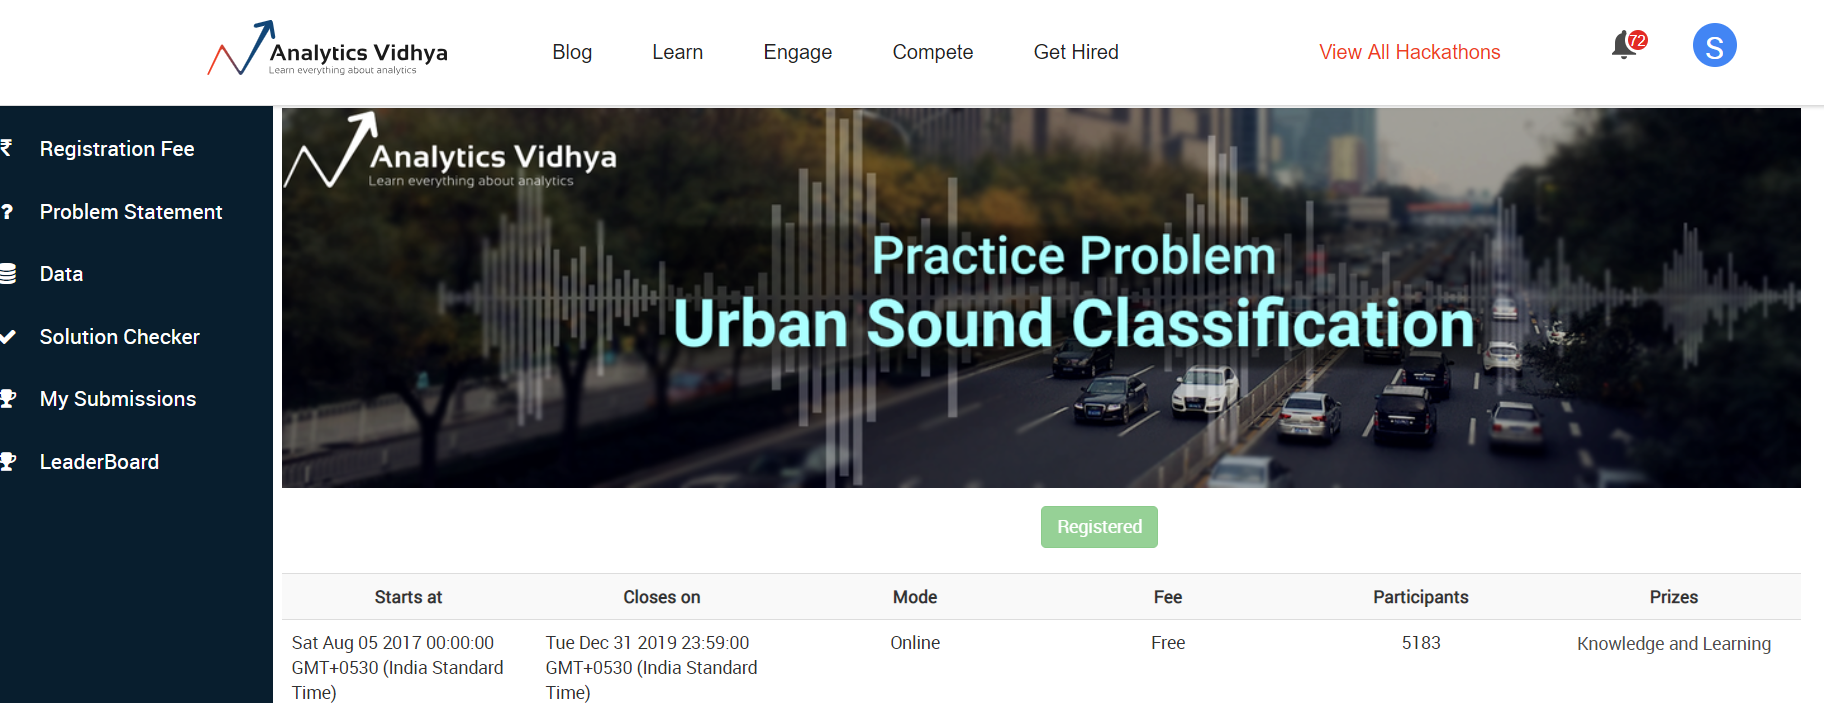 Analytics Vidhya
Learn everything about analytics
Blog
Learn
Engage
Compete
Get Hired
View All Hackathons
72
S
₹ Registration Fee
? Problem Statement
Data
Solution Checker
My Submissions
LeaderBoard
Analytics Vidhya
Learn everything about analytics
Practice Problem
Urban Sound Classification
Registered
Starts at
Closes on
Mode
Fee
Participants
Prizes
Sat Aug 05 2017 00:00:00
GMT+0530 (India Standard
Time)
Tue Dec 31 2019 23:59:00
GMT+0530 (India Standard
Time)
Online
Free
5183
Knowledge and Learning